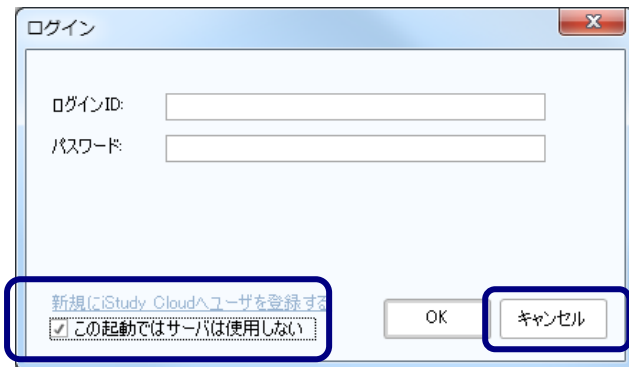 ログイン
ログインID:
パスワード:
新規にiStudy Cloudへユーザを登録する
この起動ではサーバは使用しない
OK
キャンセル